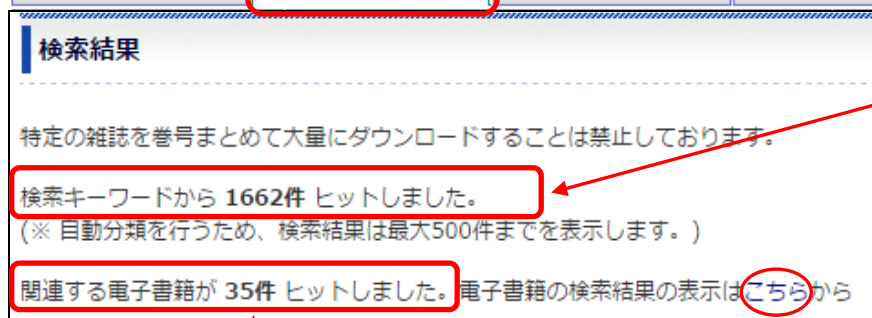 検索結果
特定の雑誌を巻号まとめて大量にダウンロードすることは禁止しております。
検索キーワードから 1662件 ヒットしました。
(※ 自動分類を行うため、検索結果は最大500件までを表示します。)
関連する電子書籍が 35件 ヒットしました。電子書籍の検索結果の表示はこちらから